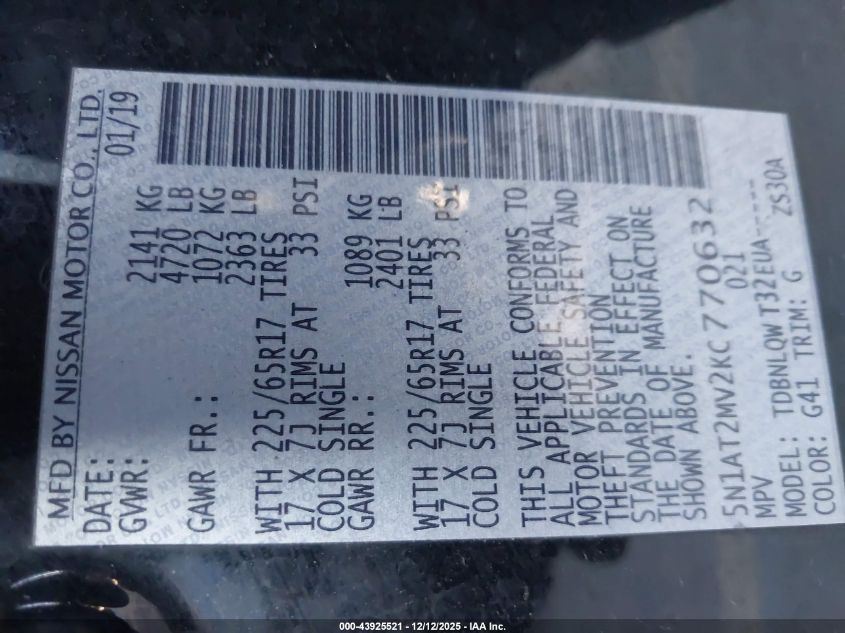 MFD BY NISSAN MOTOR CO., LTD.
DATE: 01/19
GVWR: 2141 KG
4720 LB
GAWR FR.: 1072 KG
2363 LB
WITH 225/65R17 TIRES
17 X 7J RIMS AT 33 PSI
COLD SINGLE
GAWR RR.: 1089 KG
2401 LB
WITH 225/65R17 TIRES
17 X 7J RIMS AT 33 PSI
COLD SINGLE
THIS VEHICLE CONFORMS TO
ALL APPLICABLE FEDERAL
MOTOR VEHICLE SAFETY AND
THEFT PREVENTION
STANDARDS IN EFFECT ON
THE DATE OF MANUFACTURE
SHOWN ABOVE.
5N1AT2MV2KC770632
MPV 021
MODEL: TDBNLQW T32EUA-----
COLOR: G41 TRIM: G ZS30A
000-43925521 - 12/12/2025 - IAA Inc.